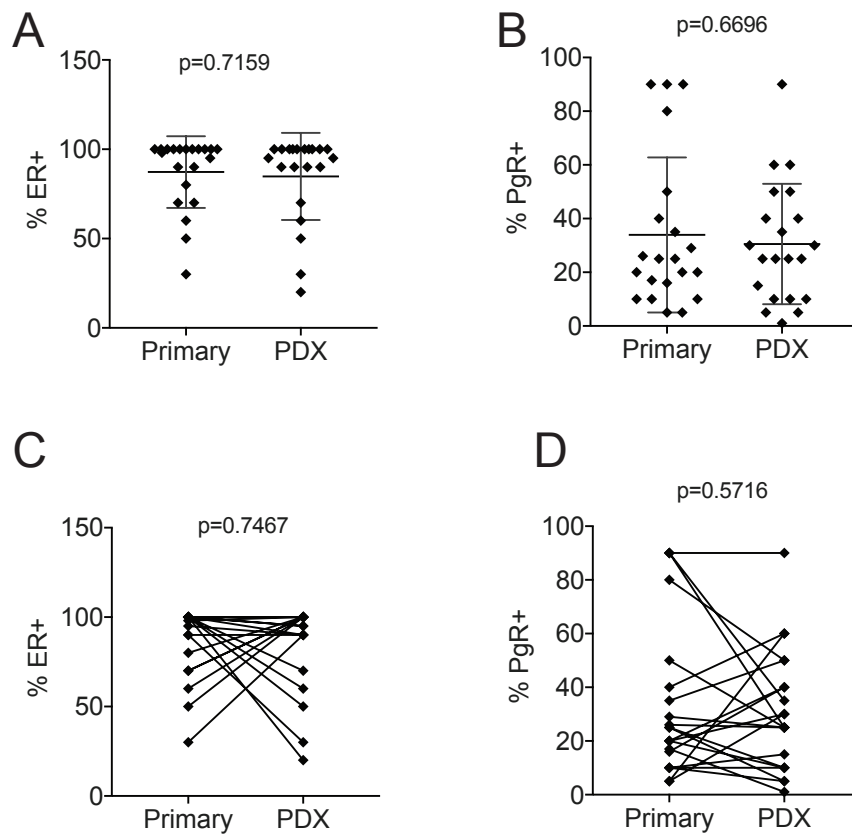 A
p=0.7159
150
100
50
0
% ER+
Primary
PDX
B
p=0.6696
100
80
60
40
20
0
% PgR+
Primary
PDX
C
p=0.7467
150
100
50
0
% ER+
Primary
PDX
D
p=0.5716
100
80
60
40
20
0
% PgR+
Primary
PDX